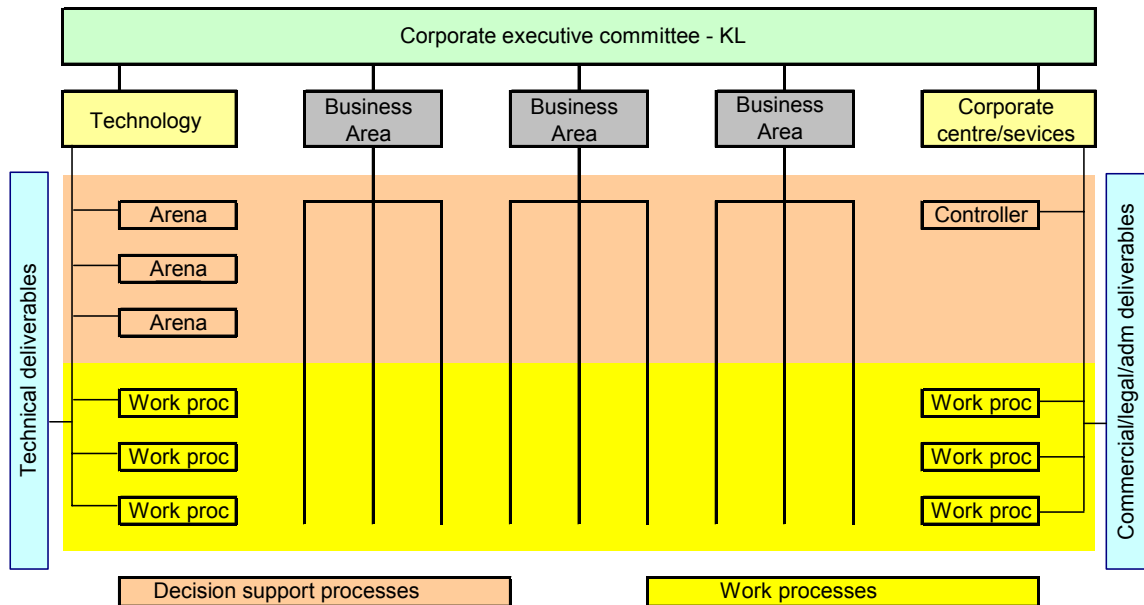 Corporate executive committee - KL
Technology
Business
Area
Business
Area
Business
Area
Corporate
centre/sevices
Technical deliverables
Arena
Arena
Arena
Work proc
Work proc
Work proc
Controller
Work proc
Work proc
Work proc
Commercial/legal/adm deliverables
Decision support processes
Work processes